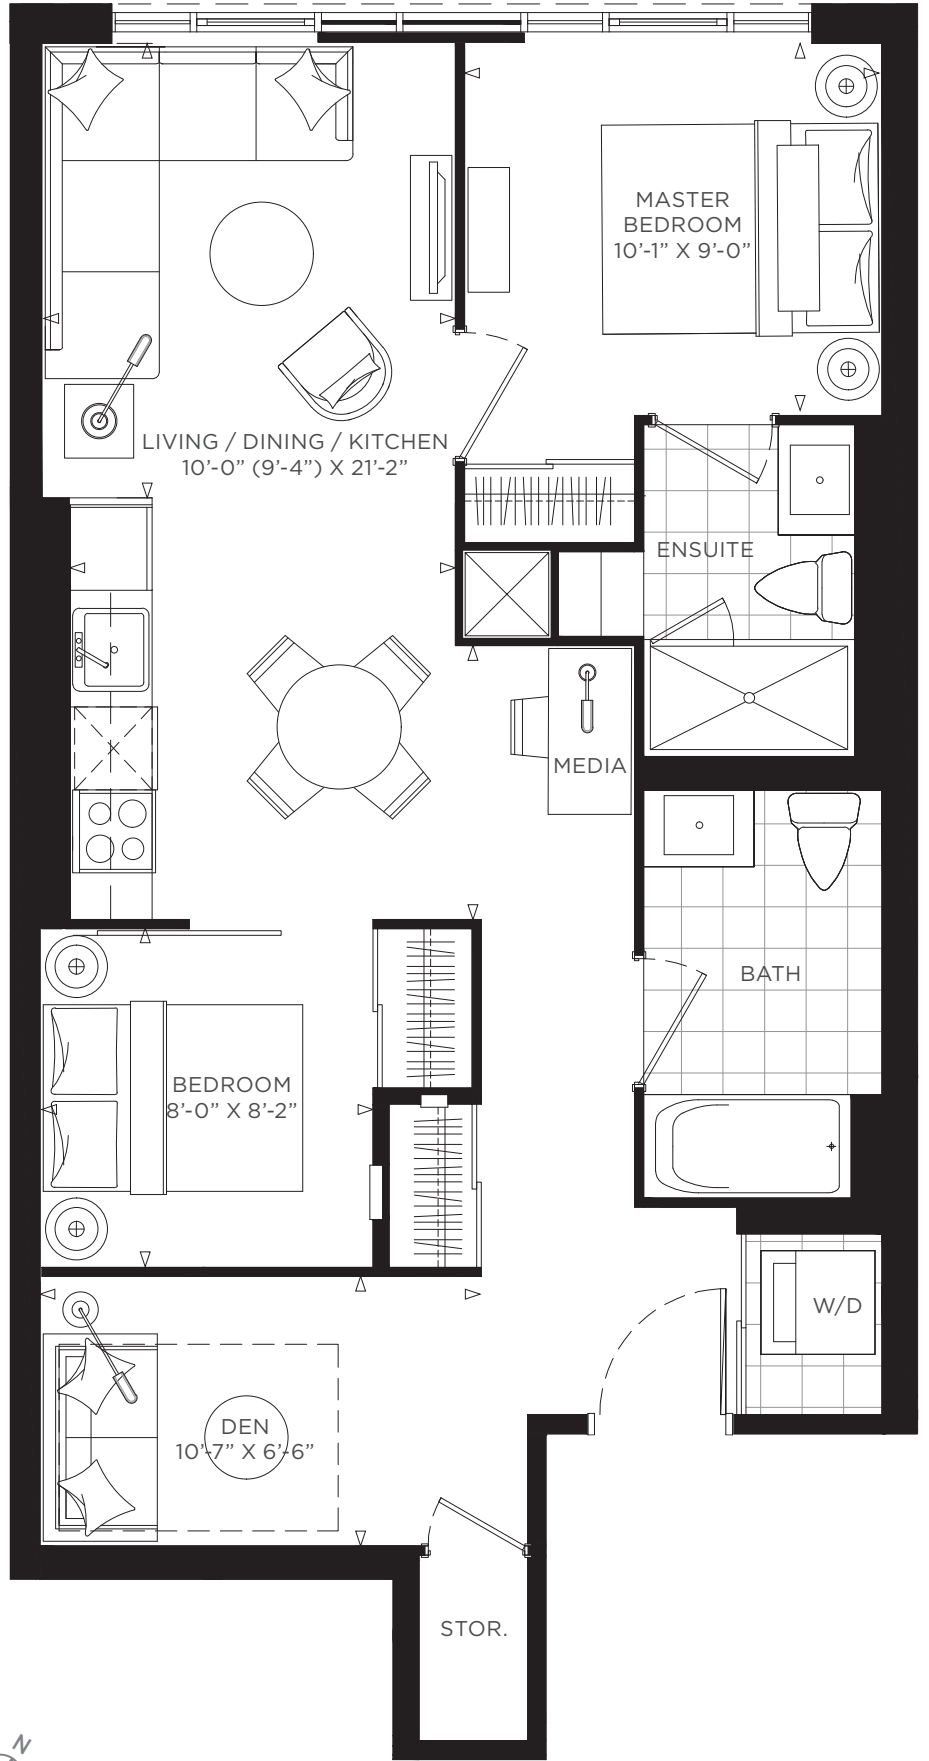 MASTER
BEDROOM
10’-1” X 9’-0”
LIVING / DINING / KITCHEN
10’-0” (9’-4”) X 21’-2”
ENSUITE
MEDIA
BATH
BEDROOM
8’-0” X 8’-2”
W/D
DEN
10’-7” X 6’-6”
STOR.
N